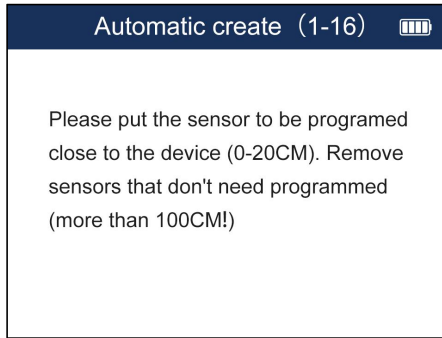 Automatic create（1-16）
Please put the sensor to be programed
close to the device (0-20CM). Remove
sensors that don't need programmed
(more than 100CM!)